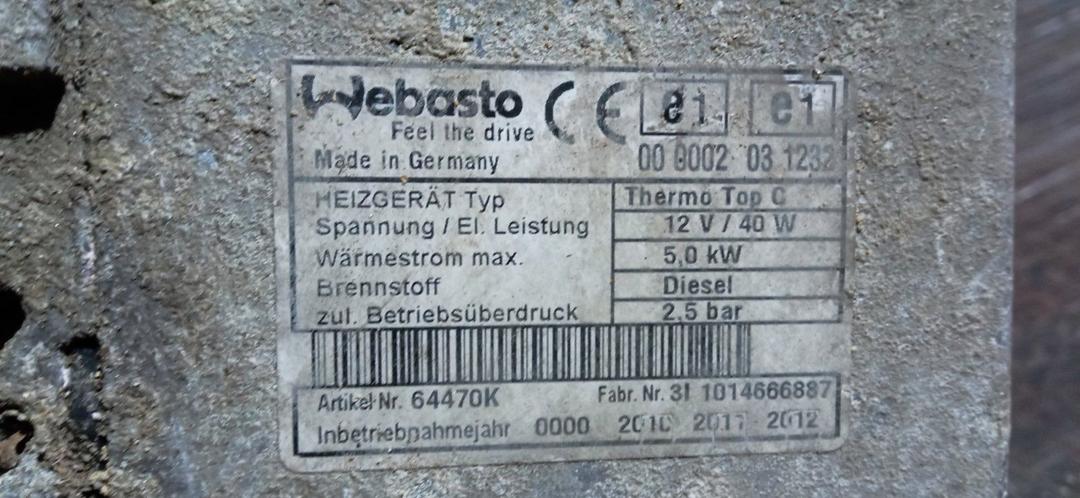 Webasto
Feel the drive
Made in Germany
e1 e1
00 0002 03 1232
HEIZGERÄT Typ Thermo Top C
Spannung / El. Leistung 12 V / 40 W
Wärmestrom max. 5,0 kW
Brennstoff Diesel
zul. Betriebsüberdruck 2,5 bar
Artikel-Nr. 64470K Fabr. Nr. 3I 1014666887
Inbetriebnahmejahr 0000 2010 2011 2012